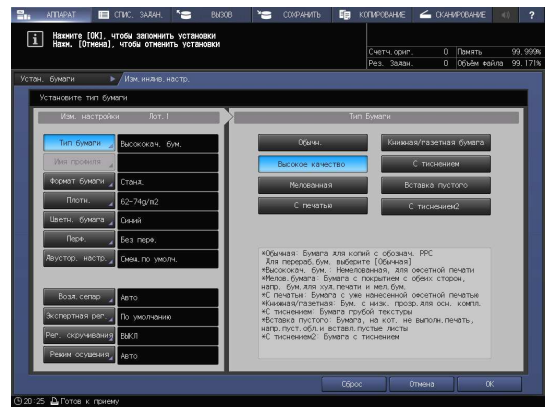 АППАРАТ СПИС. ЗАДАН. ВЫЗОВ СОХРАНИТЬ КОПИРОВАНИЕ СКАНИРОВАНИЕ ?
Нажмите [OK], чтобы запомнить установки
Нажм. [Отмена], чтобы отменить установки
Счетч.ориг. 0 Память 99.999%
Рез. Задан. 0 Объём файла 99.171%
Устан. бумаги Изм.индив.настр.
Установите тип бумаги
Изм. настройки Лот.1
Тип бумаги Высококач. бум.
Имя профиля
Формат бумаги Станд.
Плотн. 62-74g/m2
Цветн. бумага Синий
Перф. Без перф.
Двустор. настр. Смещ.по умолч.
Возд.сепар Авто
Экспертная рег. По умолчанию
Рег. скручивания ВЫКЛ
Режим осушения Авто
Тип Бумаги
Обычн. Книжная/газетная бумага
Высокое качество С тиснением
Мелованная Вставка пустого
С печатью С тиснением2
*Обычная: Бумага для копий с обознач. PPC
Для перераб.бум. выберите [Обычная]
*Высококач. бум.: Немелованная, для офсетной печати
*Мелов.бумага: Бумага с покрытием с обеих сторон,
напр. бум.для худ.печати и мел.бум.
*С печатью: Бумага с уже нанесенной офсетной печатью
*Книжная/газетная: Бум. с низк. прозр.для осн. компл.
*С тиснением: Бумага грубой текстуры
*Вставка пустого: Бумага, на кот. не выполн.печать,
напр.пуст.обл.и вставл.пустые листы
*С тиснением2: Бумага с тиснением
Сброс Отмена OK
20:25 Готов к приему